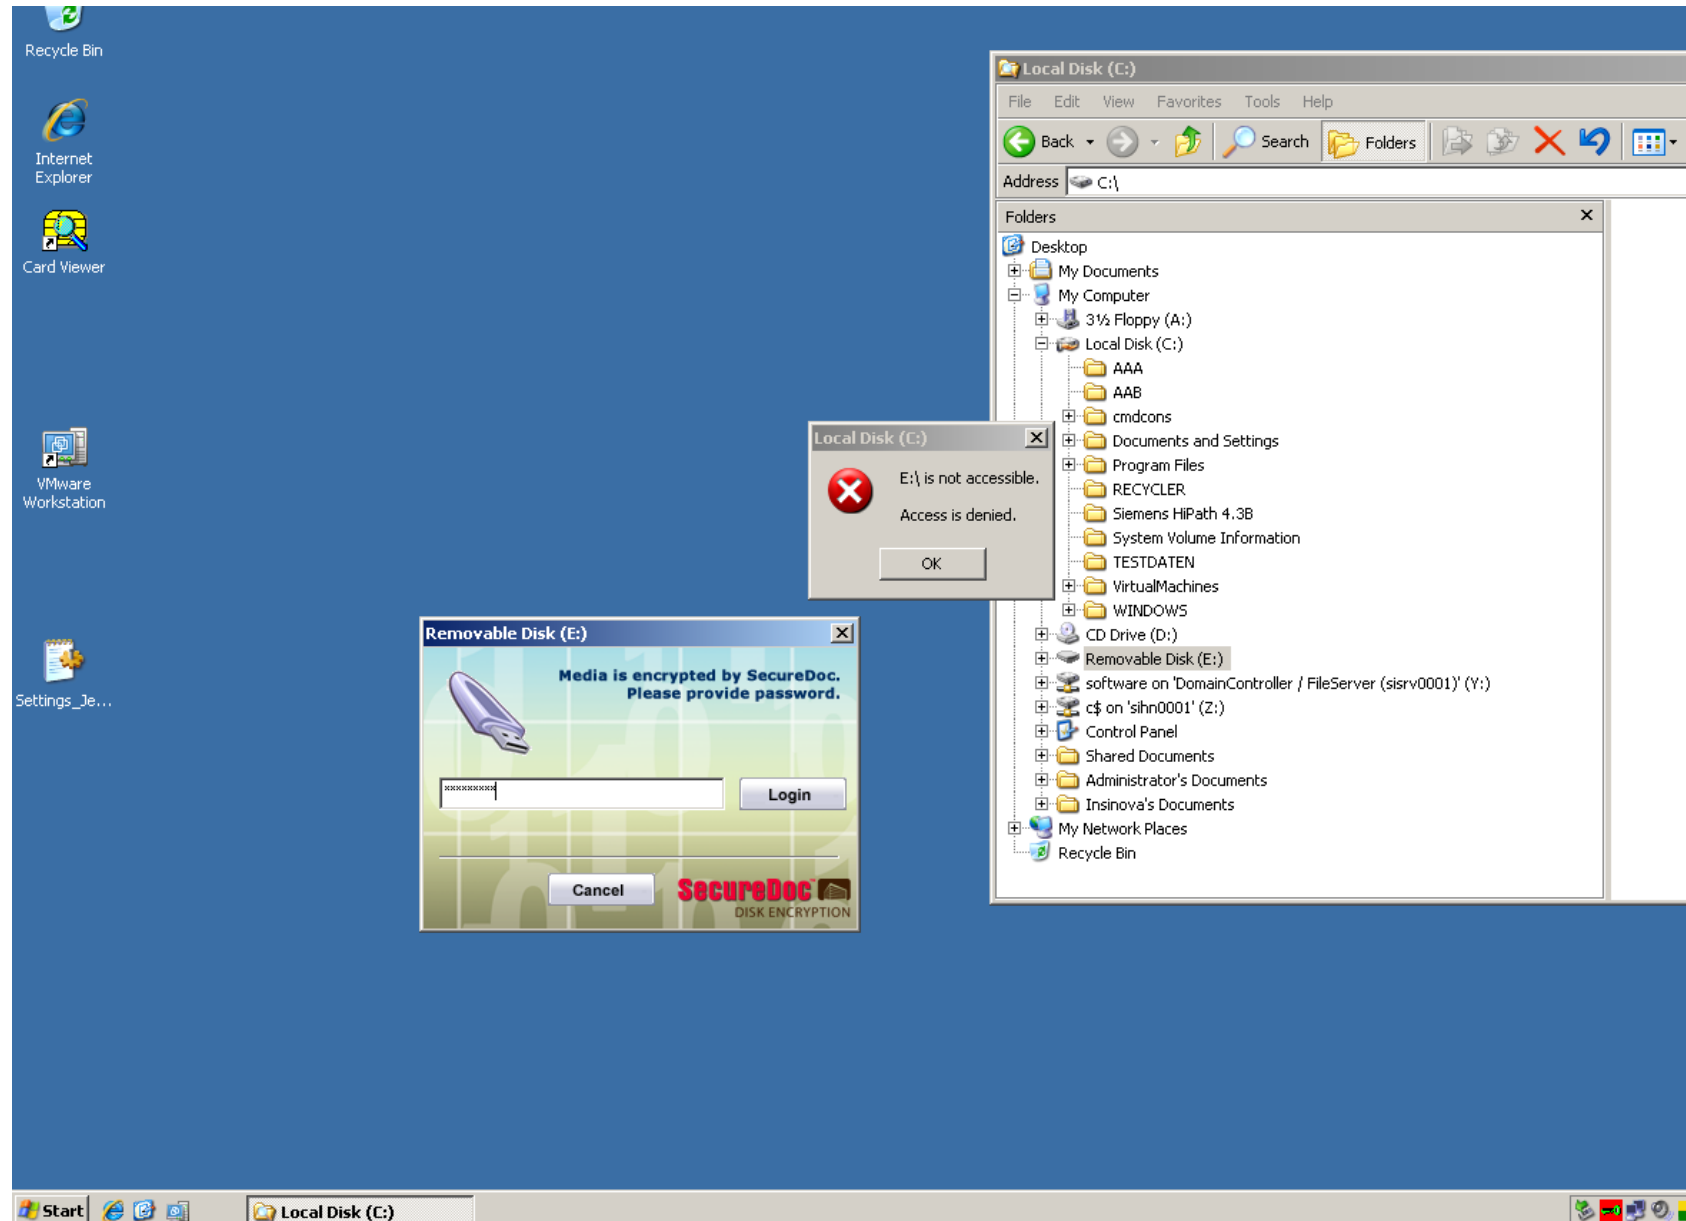 Recycle Bin
Internet
Explorer
Card Viewer
VMware
Workstation
Settings_Je...
Local Disk (C:)
File Edit View Favorites Tools Help
Back Search Folders
Address C:\
Folders
Desktop
My Documents
My Computer
3½ Floppy (A:)
Local Disk (C:)
AAA
AAB
cmdcons
Documents and Settings
Program Files
RECYCLER
Siemens HiPath 4.3B
System Volume Information
TESTDATEN
VirtualMachines
WINDOWS
CD Drive (D:)
Removable Disk (E:)
software on 'DomainController / FileServer (sisrv0001)' (Y:)
c$ on 'sihn0001' (Z:)
Control Panel
Shared Documents
Administrator's Documents
Insinova's Documents
My Network Places
Recycle Bin
Local Disk (C:)
E:\ is not accessible.
Access is denied.
OK
Removable Disk (E:)
Media is encrypted by SecureDoc.
Please provide password.
×××××××××
Login
Cancel
SecureDoc™
DISK ENCRYPTION
Start Local Disk (C:)